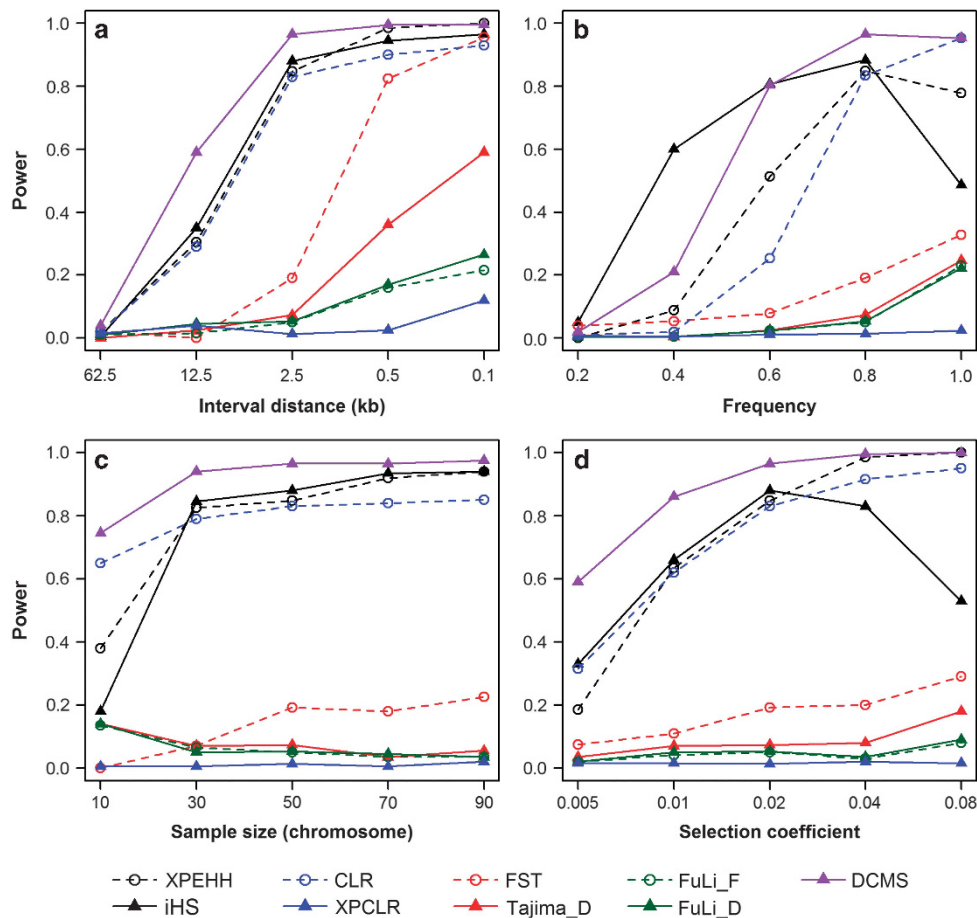 a
b
1.0
0.8
0.6
0.4
0.2
0.0
Power
62.5 12.5 2.5 0.5 0.1
Interval distance (kb)
1.0
0.8
0.6
0.4
0.2
0.0
0.2 0.4 0.6 0.8 1.0
Frequency
c
d
1.0
0.8
0.6
0.4
0.2
0.0
Power
10 30 50 70 90
Sample size (chromosome)
1.0
0.8
0.6
0.4
0.2
0.0
0.005 0.01 0.02 0.04 0.08
Selection coefficient
XPEHH CLR FST FuLi_F DCMS
iHS XPCLR Tajima_D FuLi_D